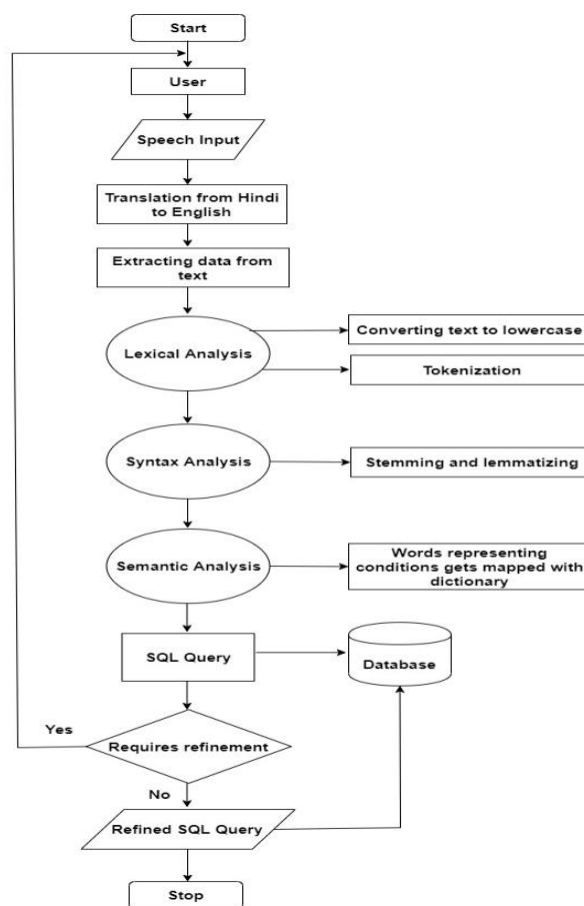 Start
User
Speech Input
Translation from Hindi
to English
Extracting data from
text
Lexical Analysis
Converting text to lowercase
Tokenization
Syntax Analysis
Stemming and lemmatizing
Semantic Analysis
Words representing
conditions gets mapped with
dictionary
SQL Query
Database
Yes
Requires refinement
No
Refined SQL Query
Stop